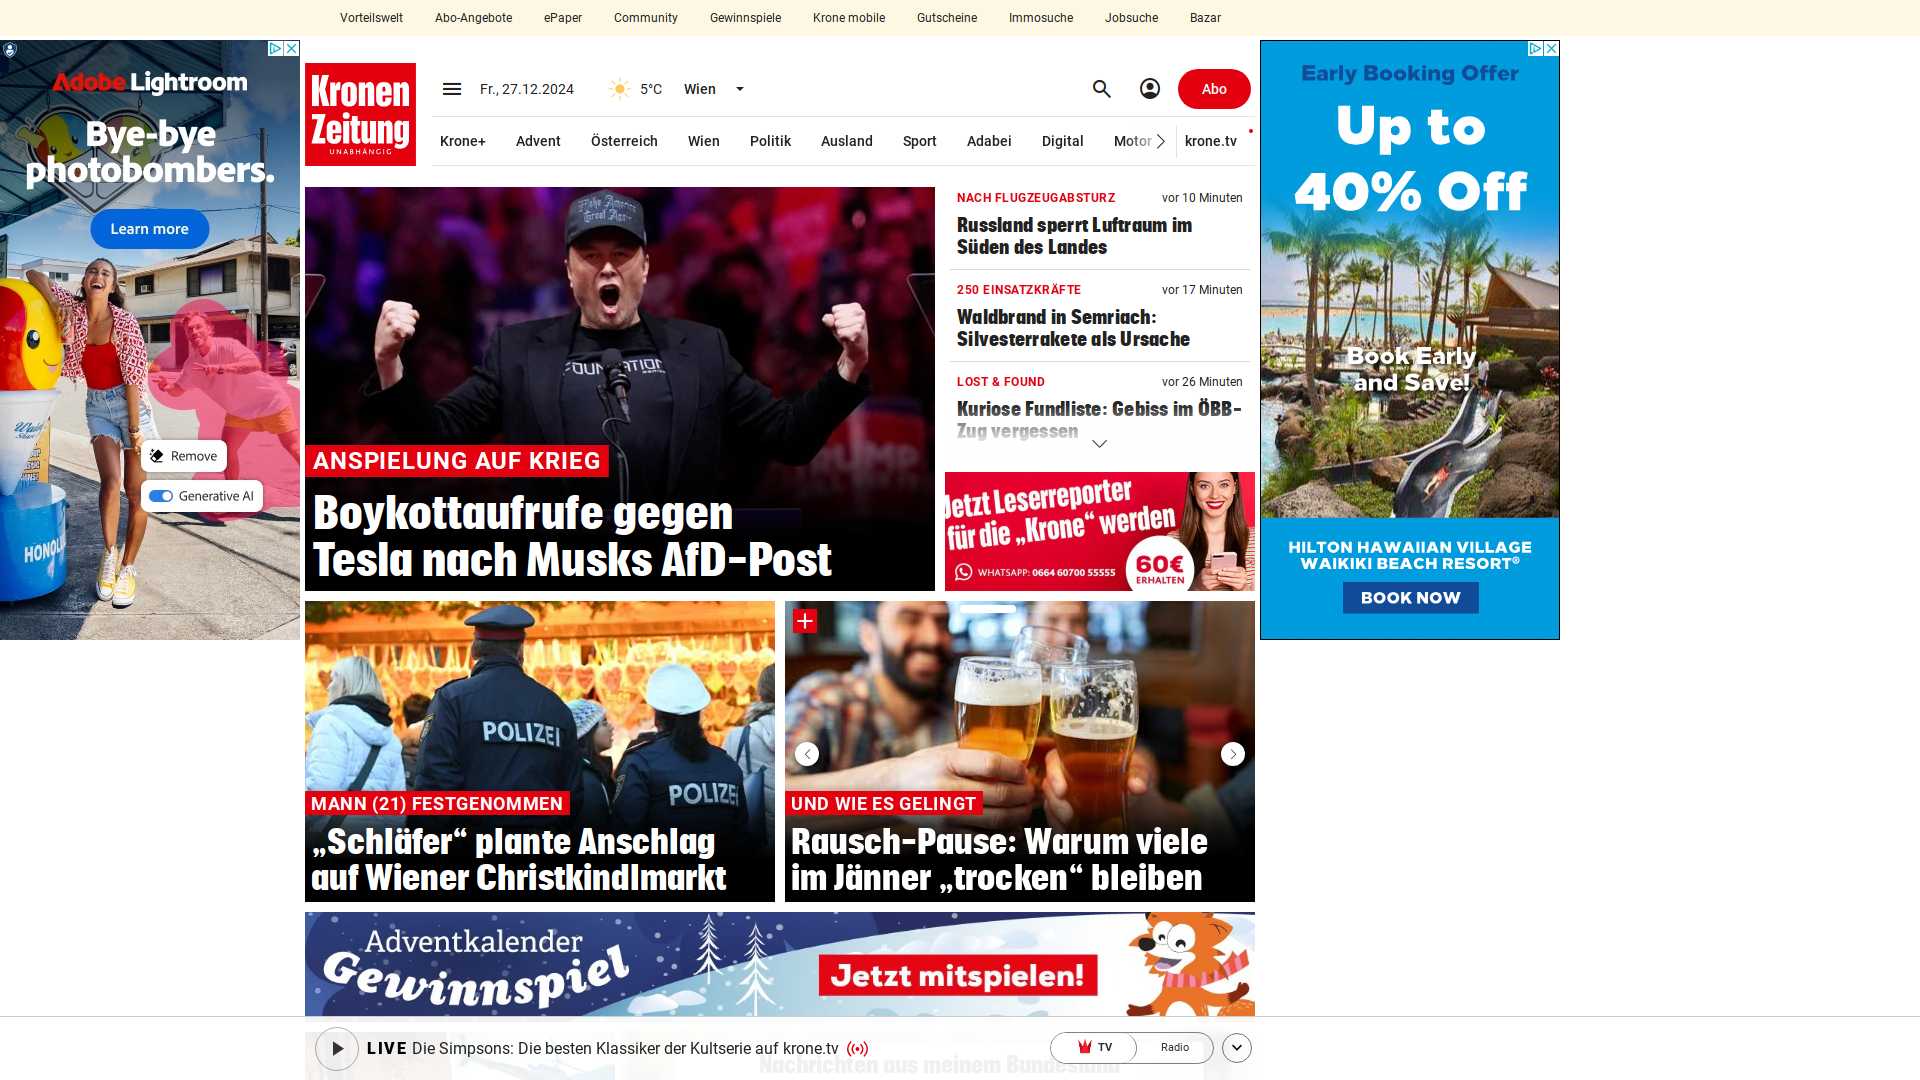 Vorteilswelt Abo-Angebote ePaper Community Gewinnspiele Krone mobile Gutscheine Immosuche Jobsuche Bazar
Adobe Lightroom
Bye-bye
photobombers.
Learn more
Remove
Generative AI
Kronen
Zeitung
UNABHÄNGIG
Fr., 27.12.2024 5°C Wien Abo
Krone+ Advent Österreich Wien Politik Ausland Sport Adabei Digital Motor krone.tv
FOUNDATION
ANSPIELUNG AUF KRIEG
Boykottaufrufe gegen
Tesla nach Musks AfD-Post
NACH FLUGZEUGABSTURZ vor 10 Minuten
Russland sperrt Luftraum im
Süden des Landes
250 EINSATZKRÄFTE vor 17 Minuten
Waldbrand in Semriach:
Silvesterrakete als Ursache
LOST & FOUND vor 26 Minuten
Kuriose Fundliste: Gebiss im ÖBB-
Zug vergessen
Jetzt Leserreporter
für die „Krone“ werden
WHATSAPP: 0664 60700 55555
60€
ERHALTEN
Early Booking Offer
Up to
40% Off
Book Early
and Save!
HILTON HAWAIIAN VILLAGE
WAIKIKI BEACH RESORT®
BOOK NOW
POLIZEI
POLIZEI
MANN (21) FESTGENOMMEN
„Schläfer“ plante Anschlag
auf Wiener Christkindlmarkt
UND WIE ES GELINGT
Rausch-Pause: Warum viele
im Jänner „trocken“ bleiben
Adventkalender
Gewinnspiel
Jetzt mitspielen!
LIVE Die Simpsons: Die besten Klassiker der Kultserie auf krone.tv TV Radio
Nachrichten aus meinem Bundesland